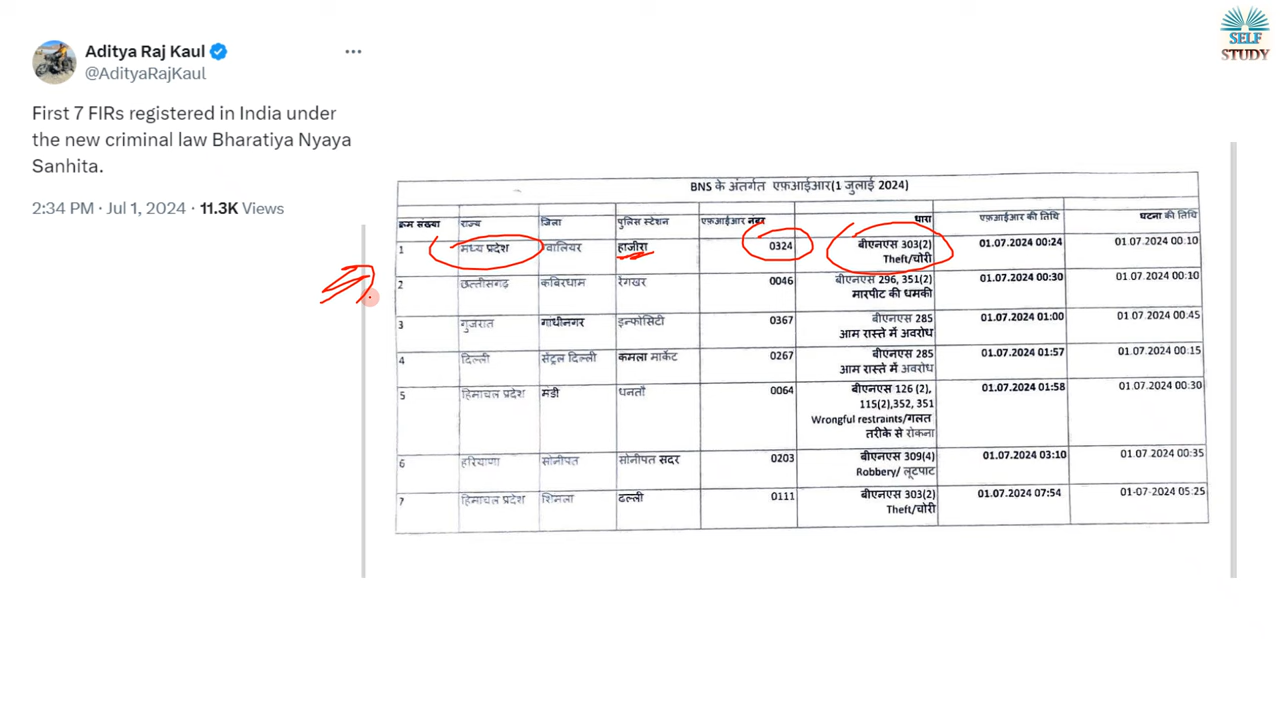 SELF
STUDY
Aditya Raj Kaul
@AdityaRajKaul
First 7 FIRs registered in India under
the new criminal law Bharatiya Nyaya
Sanhita.
2:34 PM · Jul 1, 2024 · 11.3K Views
BNS के अंतर्गत एफ़आईआर(1 जुलाई 2024)
क्रम संख्या राज्य जिला पुलिस स्टेशन एफ़आईआर नंबर धारा एफ़आईआर की तिथि घटना की तिथि
1 मध्य प्रदेश ग्वालियर हाजीरा 0324 बीएनएस 303(2) 01.07.2024 00:24 01.07.2024 00:10
Theft/चोरी
2 छत्तीसगढ़ कबिरधाम रेंगखर 0046 बीएनएस 296, 351(2) 01.07.2024 00:30 01.07.2024 00:10
मारपीट की धमकी
3 गुजरात गांधीनगर इन्फोसिटी 0367 बीएनएस 285 01.07.2024 01:00 01.07.2024 00:45
आम रास्ते में अवरोध
4 दिल्ली सेंट्रल दिल्ली कमला मार्केट 0267 बीएनएस 285 01.07.2024 01:57 01.07.2024 00:15
आम रास्ते में अवरोध
5 हिमाचल प्रदेश मंडी धनतौ 0064 बीएनएस 126 (2), 01.07.2024 01:58 01.07.2024 00:30
115(2),352, 351
Wrongful restraints/गलत
तरीके से रोकना
6 हरियाणा सोनीपत सोनीपत सदर 0203 बीएनएस 309(4) 01.07.2024 03:10 01.07.2024 00:35
Robbery/ लूटपाट
7 हिमाचल प्रदेश शिमला ढल्ली 0111 बीएनएस 303(2) 01.07.2024 07:54 01-07-2024 05:25
Theft/चोरी